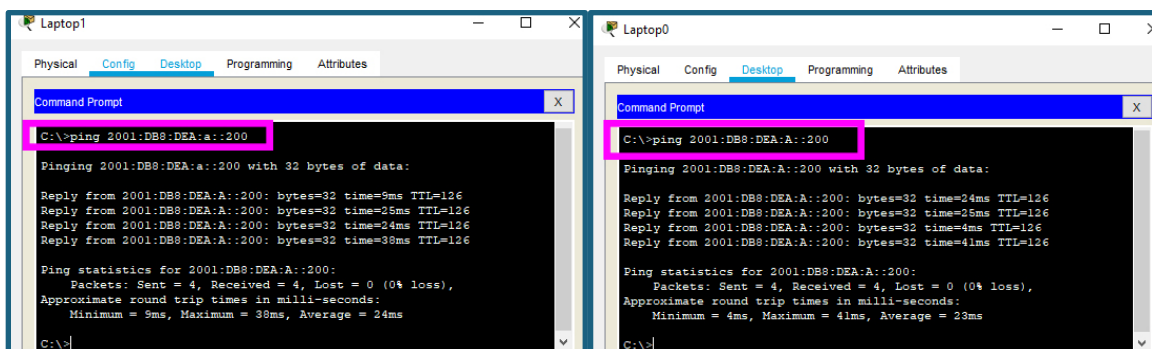 Laptop1
Physical Config Desktop Programming Attributes
Command Prompt X
C:\>ping 2001:DB8:DEA:a::200
Pinging 2001:DB8:DEA:a::200 with 32 bytes of data:
Reply from 2001:DB8:DEA:A::200: bytes=32 time=9ms TTL=126
Reply from 2001:DB8:DEA:A::200: bytes=32 time=25ms TTL=126
Reply from 2001:DB8:DEA:A::200: bytes=32 time=24ms TTL=126
Reply from 2001:DB8:DEA:A::200: bytes=32 time=38ms TTL=126
Ping statistics for 2001:DB8:DEA:A::200:
Packets: Sent = 4, Received = 4, Lost = 0 (0% loss),
Approximate round trip times in milli-seconds:
Minimum = 9ms, Maximum = 38ms, Average = 24ms
C:\>
Laptop0
Physical Config Desktop Programming Attributes
Command Prompt X
C:\>ping 2001:DB8:DEA:A::200
Pinging 2001:DB8:DEA:A::200 with 32 bytes of data:
Reply from 2001:DB8:DEA:A::200: bytes=32 time=24ms TTL=126
Reply from 2001:DB8:DEA:A::200: bytes=32 time=25ms TTL=126
Reply from 2001:DB8:DEA:A::200: bytes=32 time=4ms TTL=126
Reply from 2001:DB8:DEA:A::200: bytes=32 time=41ms TTL=126
Ping statistics for 2001:DB8:DEA:A::200:
Packets: Sent = 4, Received = 4, Lost = 0 (0% loss),
Approximate round trip times in milli-seconds:
Minimum = 4ms, Maximum = 41ms, Average = 23ms
C:\>